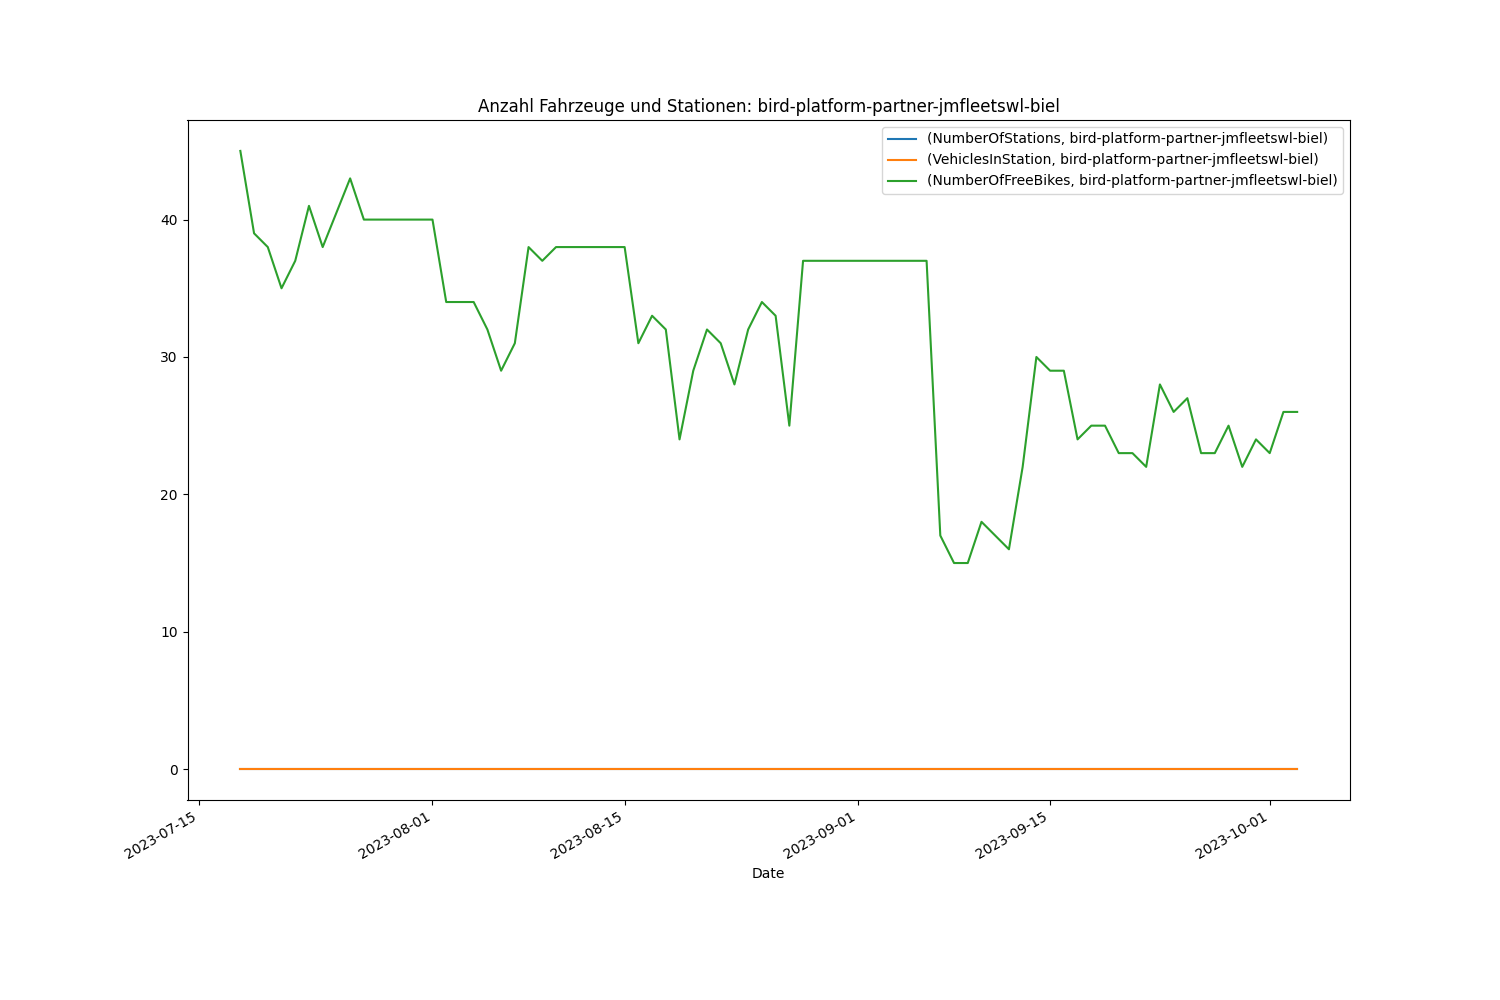 Anzahl Fahrzeuge und Stationen: bird-platform-partner-jmfleetswl-biel
(NumberOfStations, bird-platform-partner-jmfleetswl-biel)
(VehiclesInStation, bird-platform-partner-jmfleetswl-biel)
(NumberOfFreeBikes, bird-platform-partner-jmfleetswl-biel)
40
30
20
10
0
2023-07-15
2023-08-01
2023-08-15
2023-09-01
2023-09-15
2023-10-01
Date